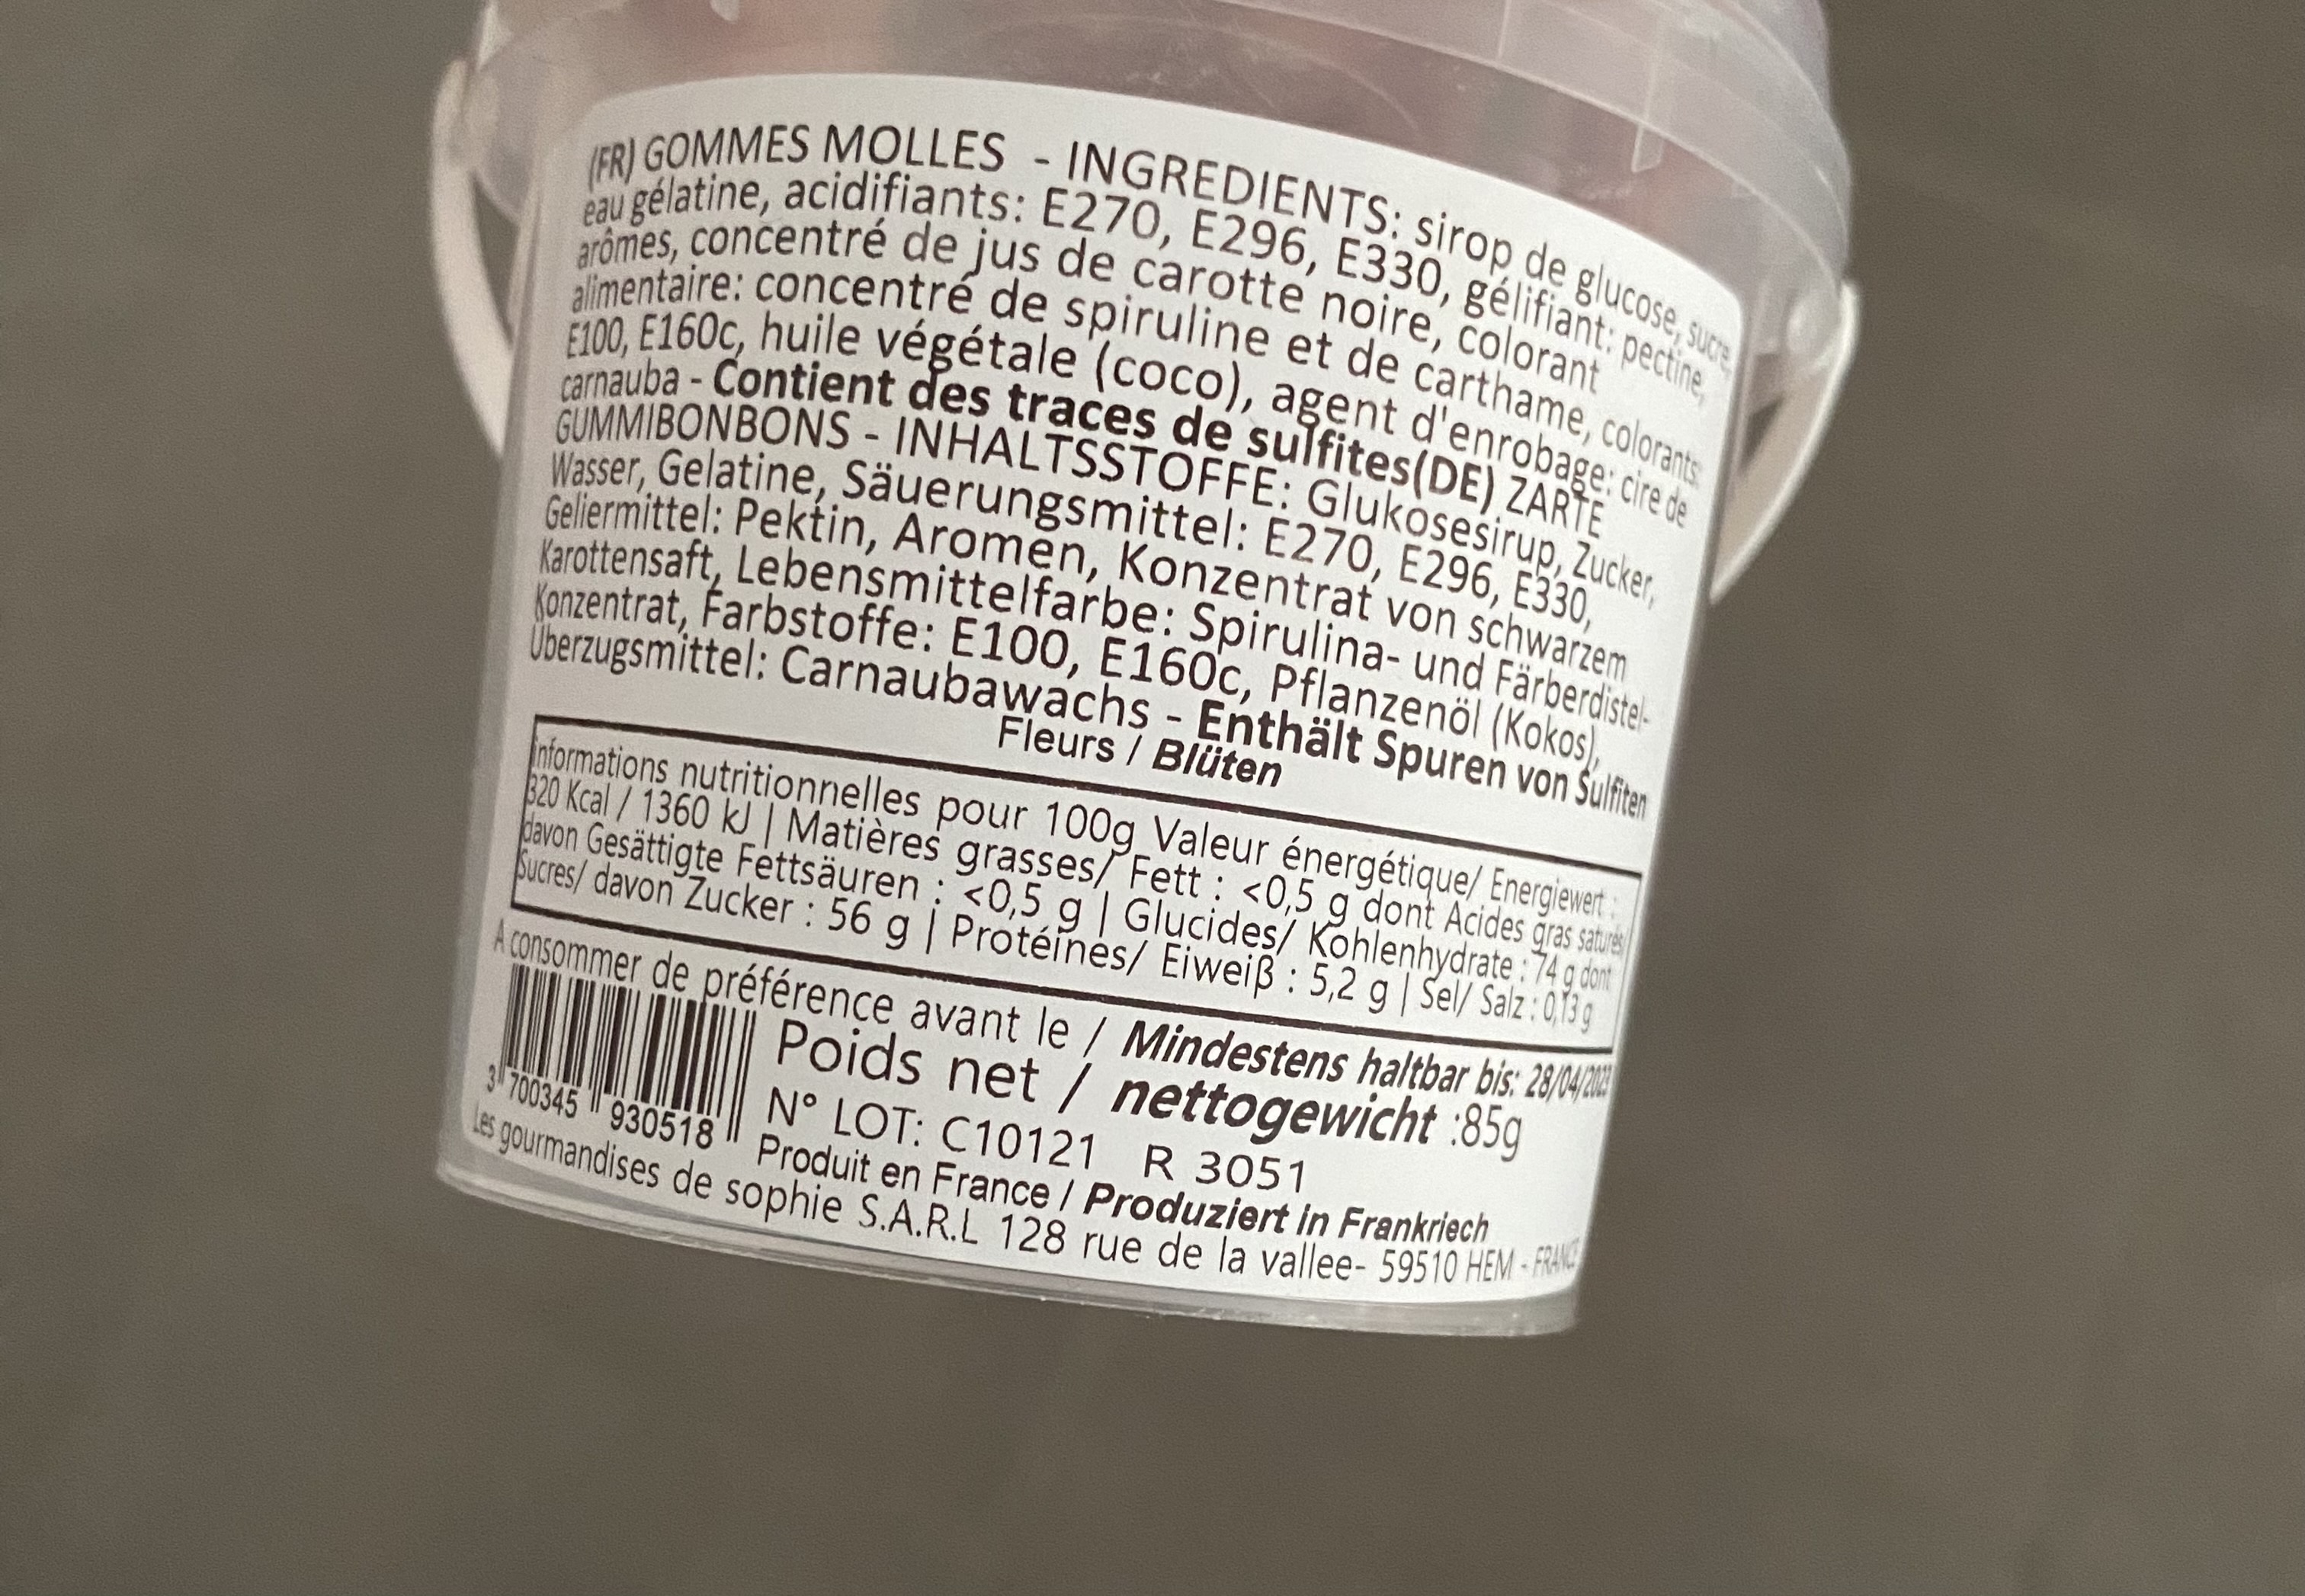 (FR) GOMMES MOLLES - INGREDIENTS: sirop de glucose, sucre,
eau gélatine, acidifiants: E270, E296, E330, gélifiant: pectine,
arômes, concentré de jus de carotte noire, colorant
alimentaire: concentré de spiruline et de carthame, colorants:
E100, E160c, huile végétale (coco), agent d'enrobage: cire de
carnauba - Contient des traces de sulfites(DE) ZARTE
GUMMIBONBONS - INHALTSSTOFFE: Glukosesirup, Zucker,
Wasser, Gelatine, Säuerungsmittel: E270, E296, E330,
Geliermittel: Pektin, Aromen, Konzentrat von schwarzem
Karottensaft, Lebensmittelfarbe: Spirulina- und Färberdistel-
Konzentrat, Farbstoffe: E100, E160c, Pflanzenöl (Kokos),
Überzugsmittel: Carnaubawachs - Enthält Spuren von Sulfiten
Fleurs / Blüten
informations nutritionnelles pour 100g Valeur énergétique/ Energiewert :
320 Kcal / 1360 kJ | Matières grasses/ Fett : <0,5 g dont Acides gras saturés/
davon Gesättigte Fettsäuren : <0,5 g | Glucides/ Kohlenhydrate : 74 g dont
Sucres/ davon Zucker : 56 g | Protéines/ Eiweiß : 5,2 g | Sel/ Salz : 0,13 g
A consommer de préférence avant le / Mindestens haltbar bis: 28/04/2023
Poids net / nettogewicht :85g
N° LOT: C10121 R 3051
3 700345 930518
Produit en France / Produziert in Frankriech
Les gourmandises de sophie S.A.R.L 128 rue de la vallee- 59510 HEM - FRANCE